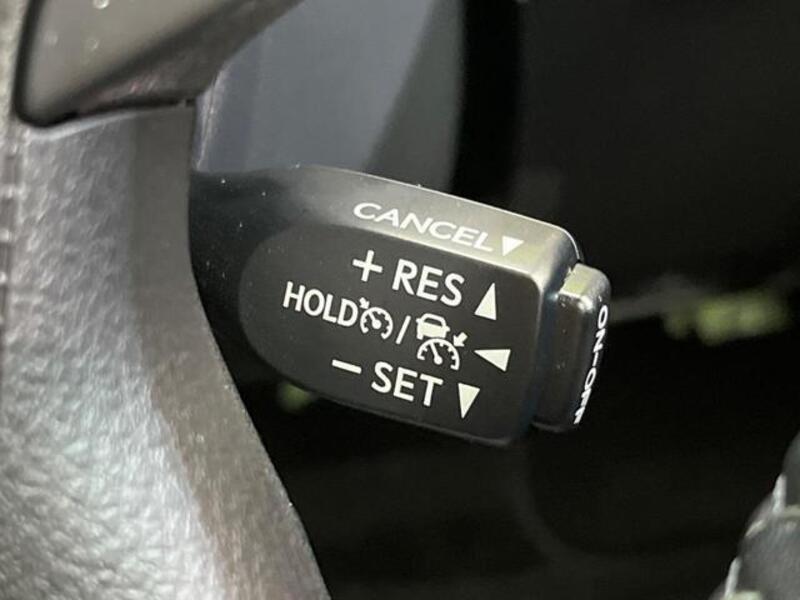 CANCEL▼
+ RES ▲
HOLD / ◀
− SET ▼
ON-OFF